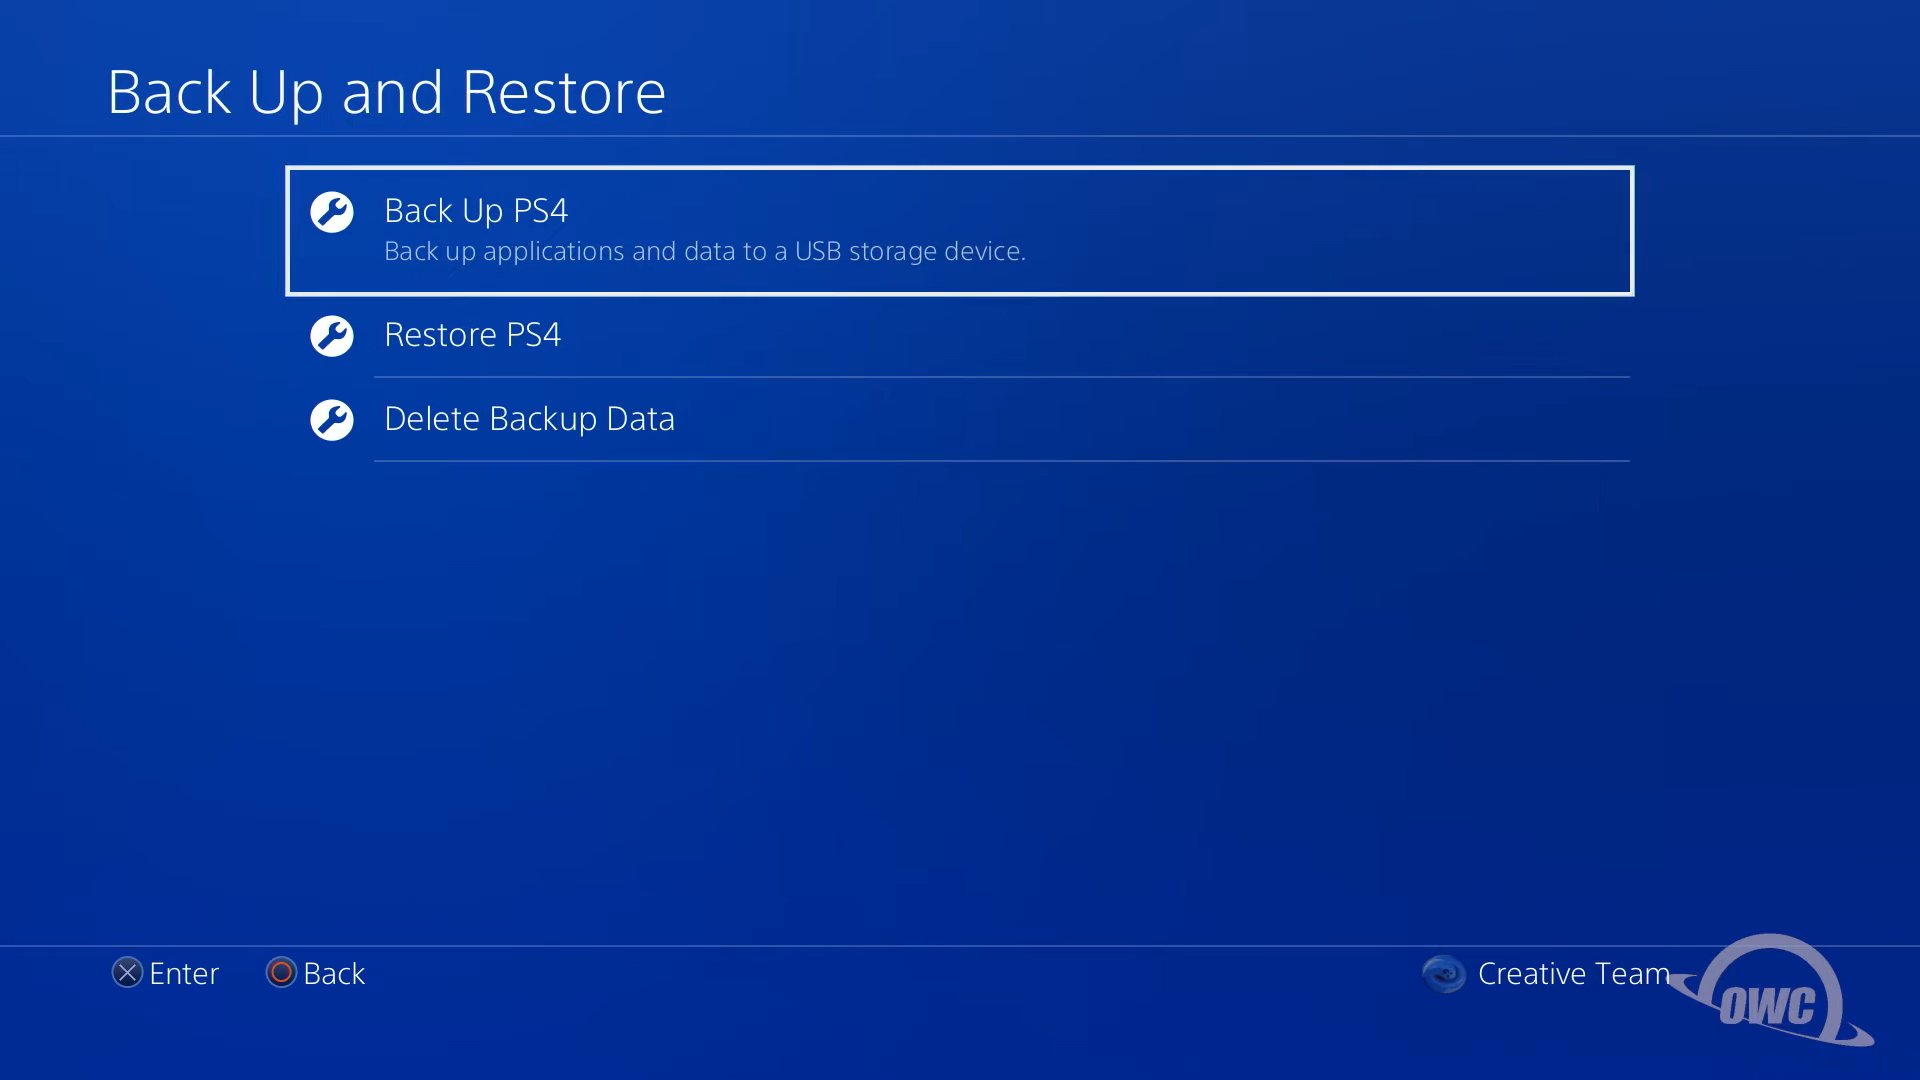 Back Up and Restore
Back Up PS4
Back up applications and data to a USB storage device.
Restore PS4
Delete Backup Data
Enter
Back
Creative Team
OWC